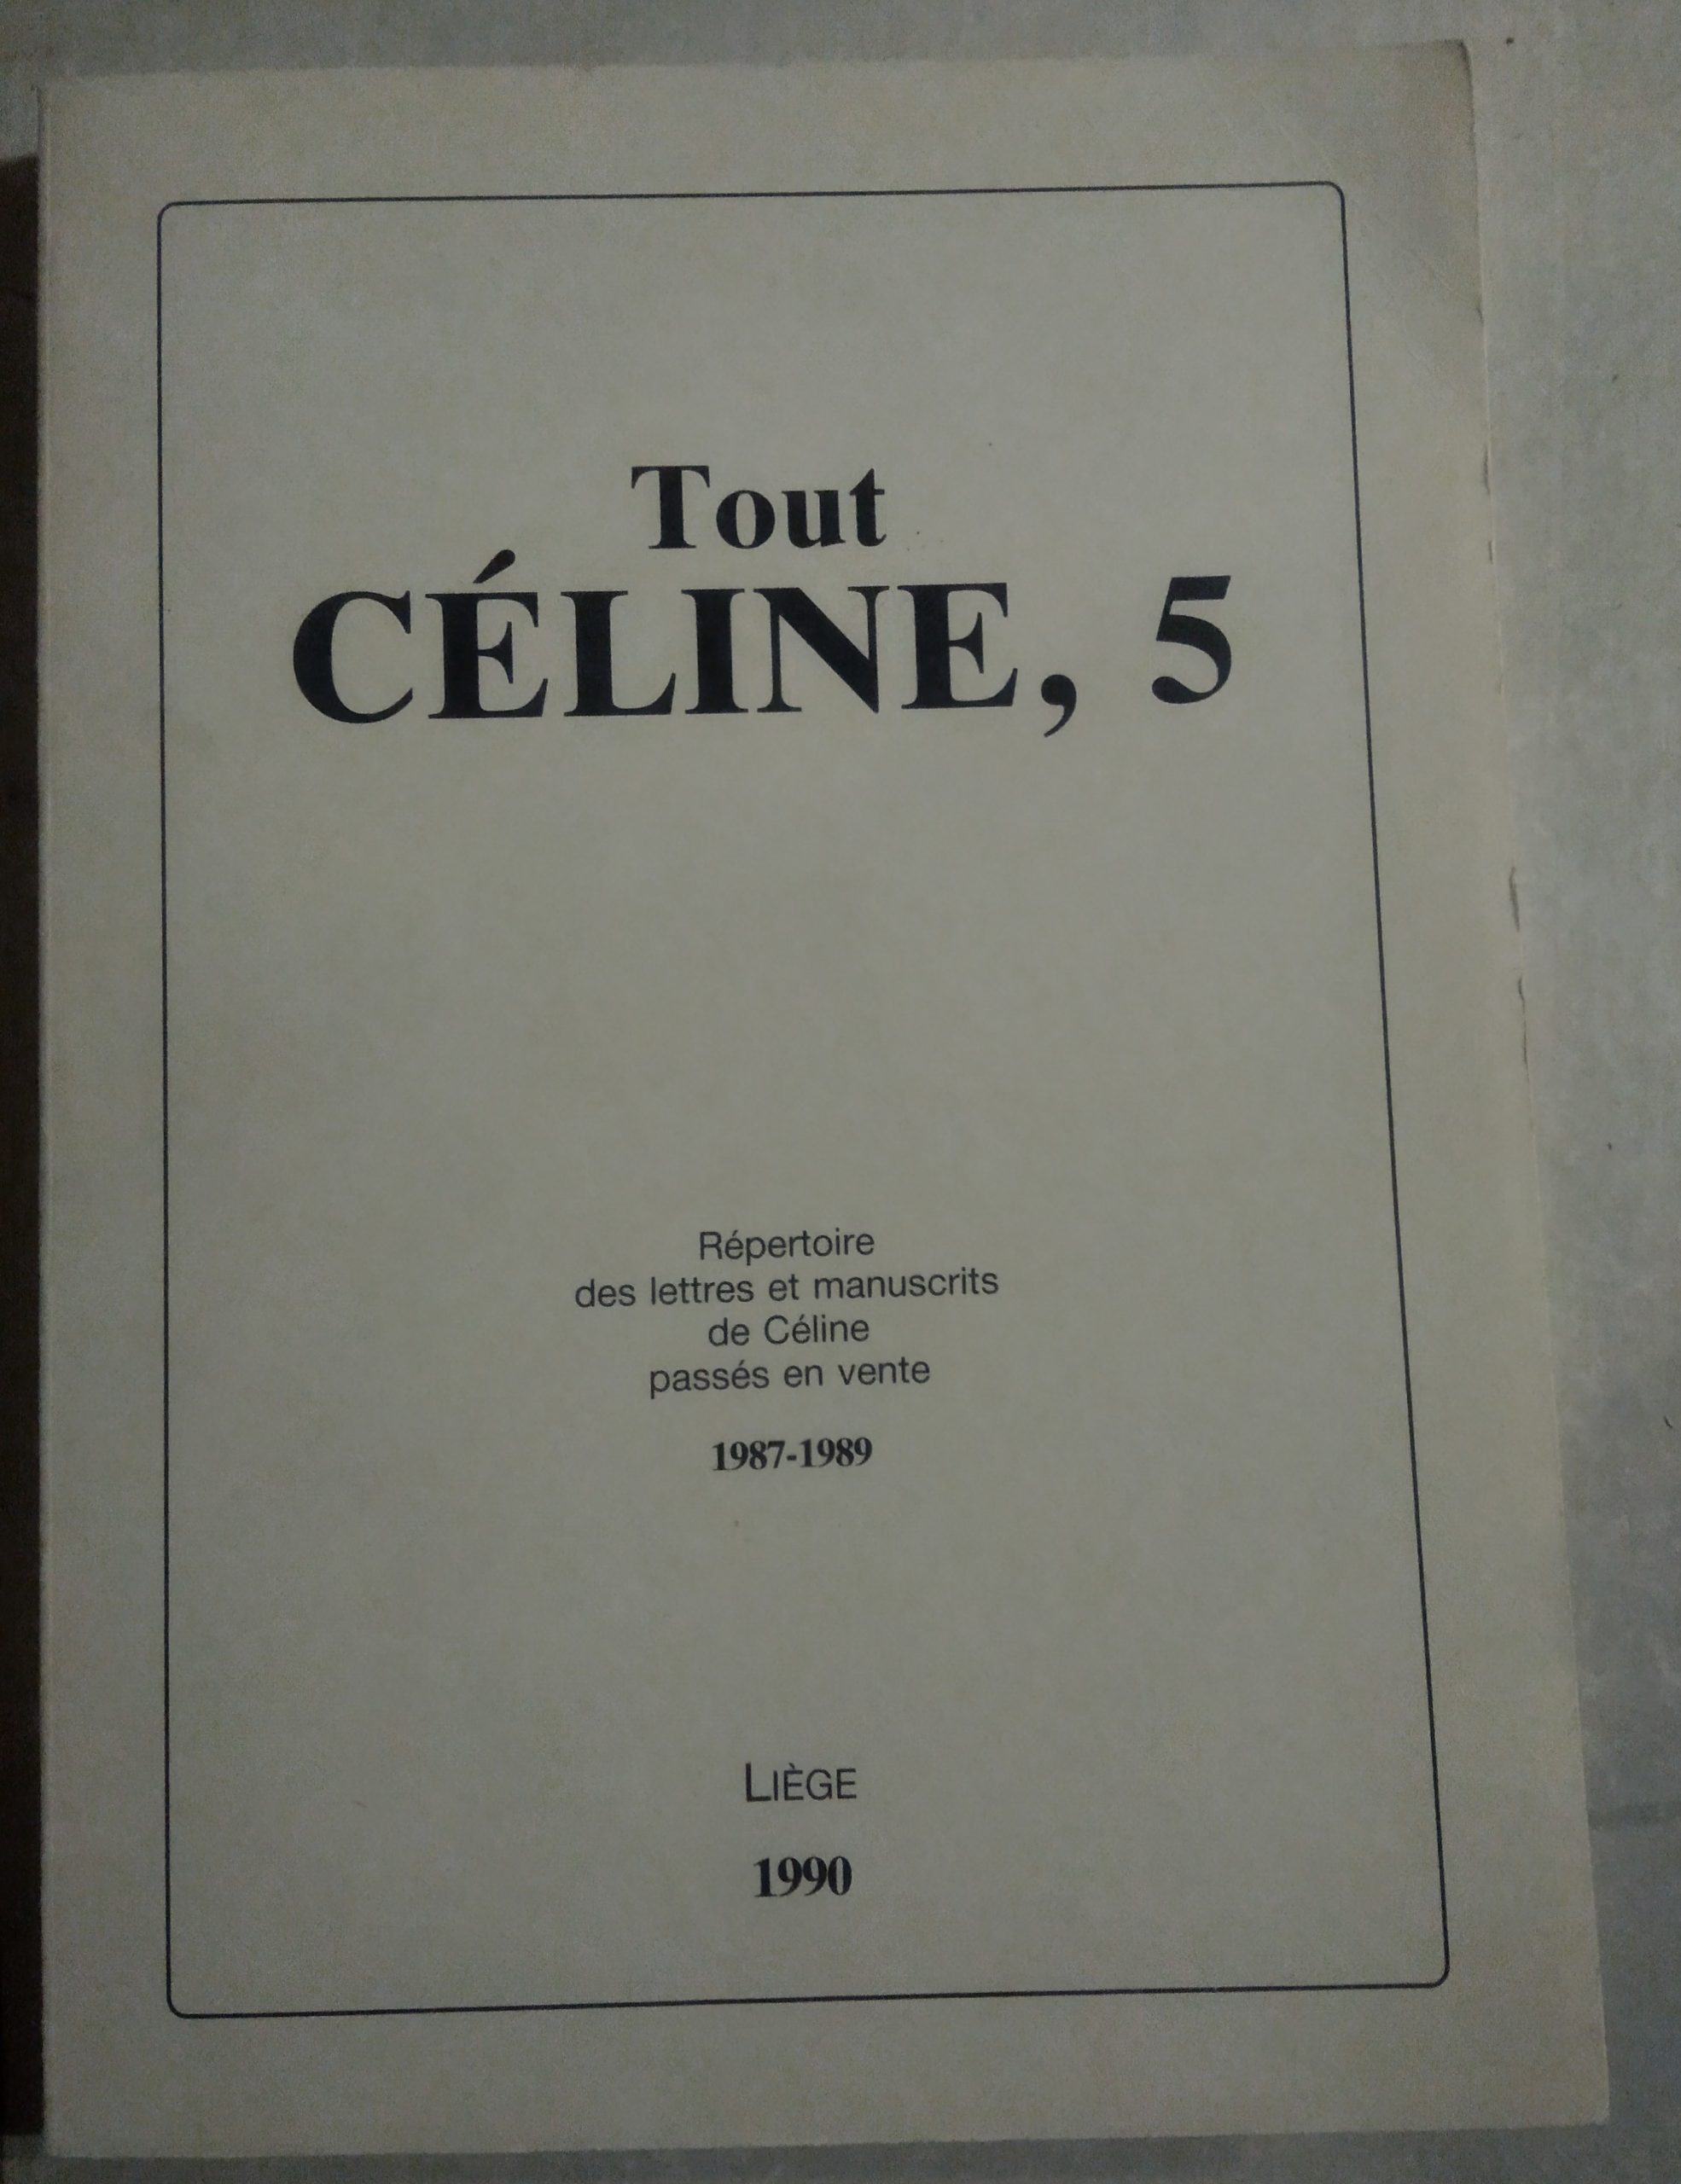 Tout
CÉLINE, 5
Répertoire
des lettres et manuscrits
de Céline
passés en vente
1987-1989
LIÈGE
1990